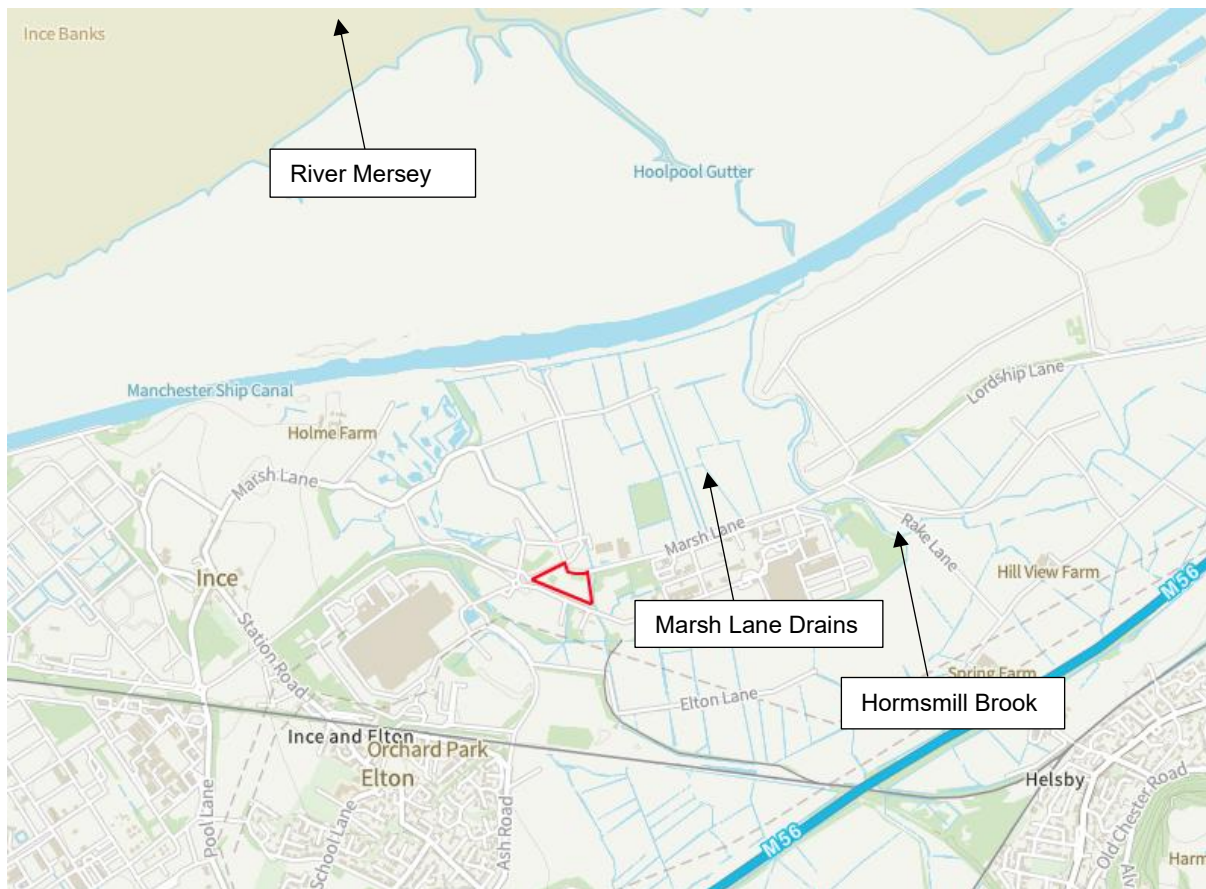 Ince Banks
River Mersey
Hoolpool Gutter
Manchester Ship Canal
Lordship Lane
Holme Farm
Marsh Lane
Marsh Lane
Rake Lane
Ince
Hill View Farm
M56
Station Road
Marsh Lane Drains
Spring Farm
Elton Lane
Hormsmill Brook
Ince and Elton
Orchard Park
Elton
Helsby
Pool Lane
School Lane
Ash Road
M56
Old Chester Road
Alv
Harm